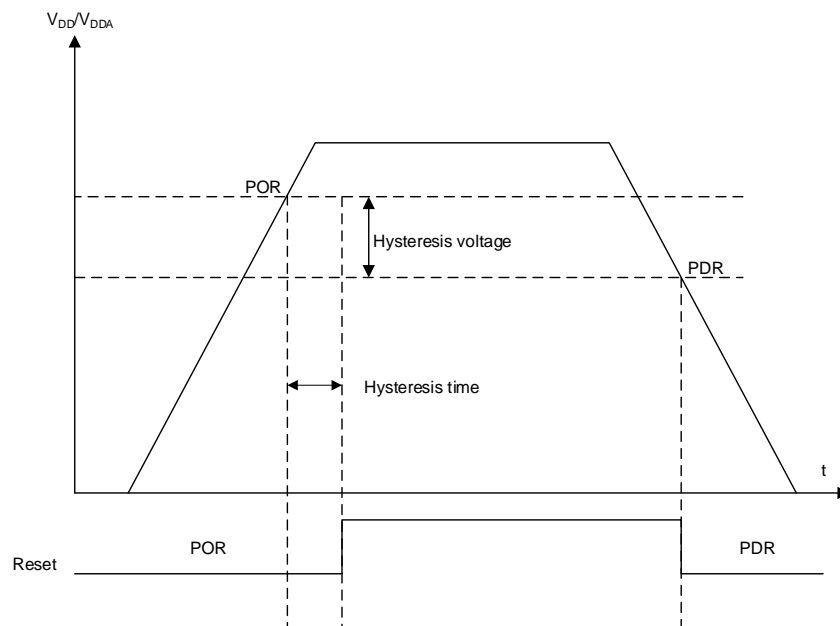 VDD/VDDA
POR
Hysteresis voltage
PDR
Hysteresis time
t
POR
PDR
Reset